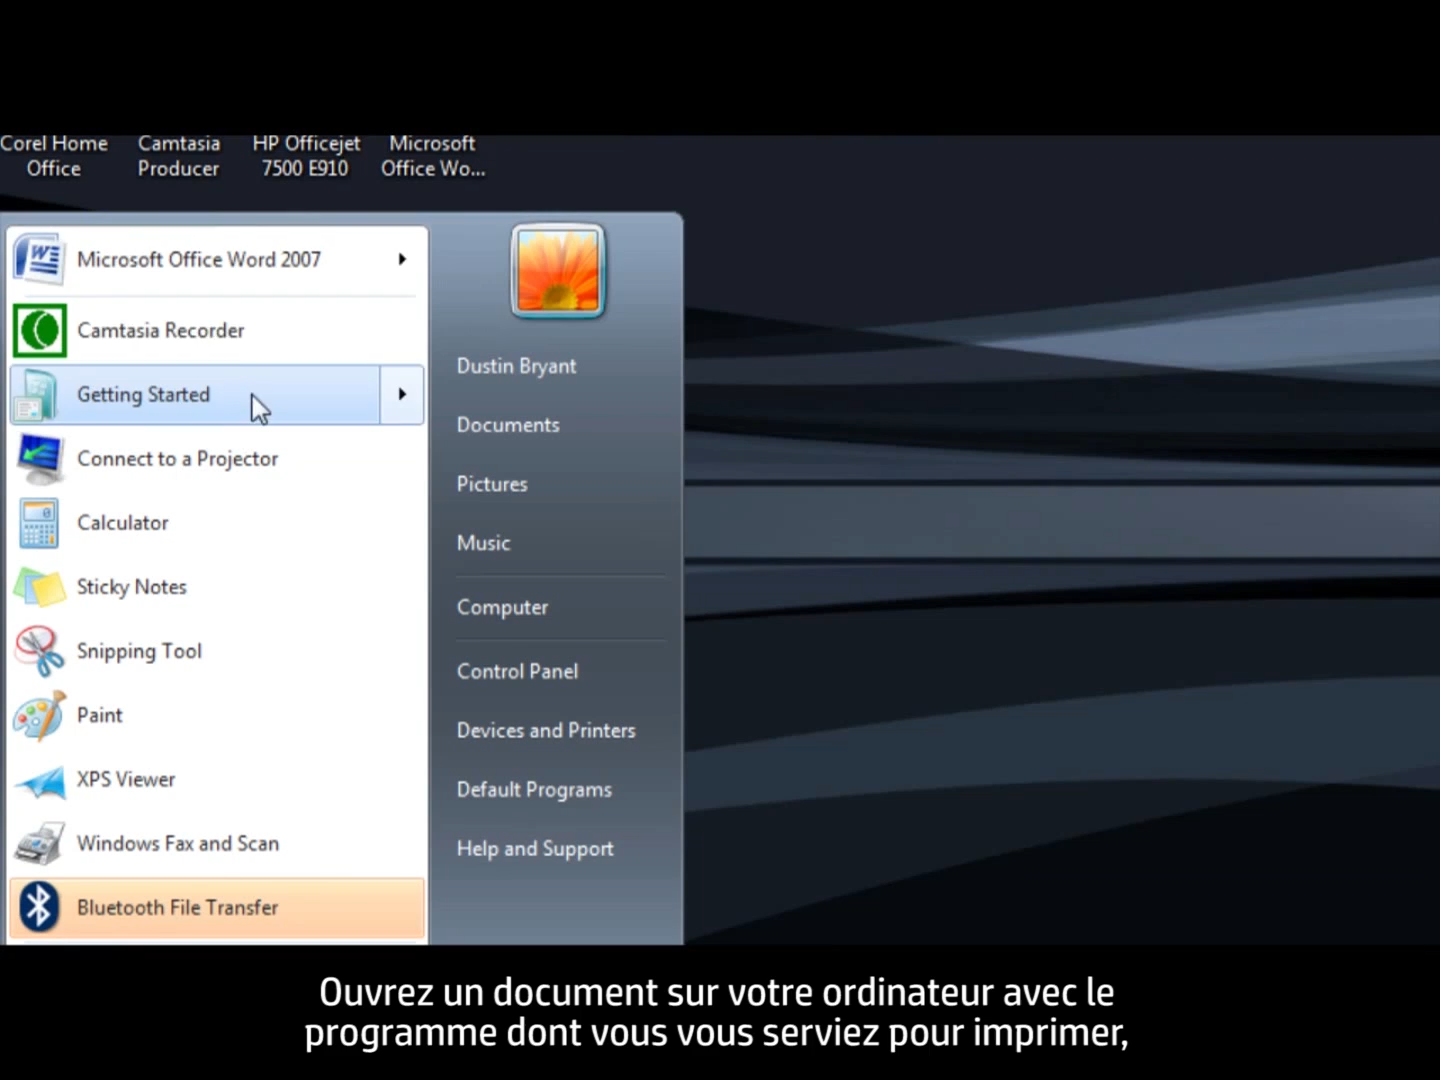 Corel Home
Office
Camtasia
Producer
HP Officejet
7500 E910
Microsoft
Office Wo...
Microsoft Office Word 2007
Camtasia Recorder
Getting Started
Connect to a Projector
Calculator
Sticky Notes
Snipping Tool
Paint
XPS Viewer
Windows Fax and Scan
Bluetooth File Transfer
Dustin Bryant
Documents
Pictures
Music
Computer
Control Panel
Devices and Printers
Default Programs
Help and Support
Ouvrez un document sur votre ordinateur avec le
programme dont vous vous serviez pour imprimer,